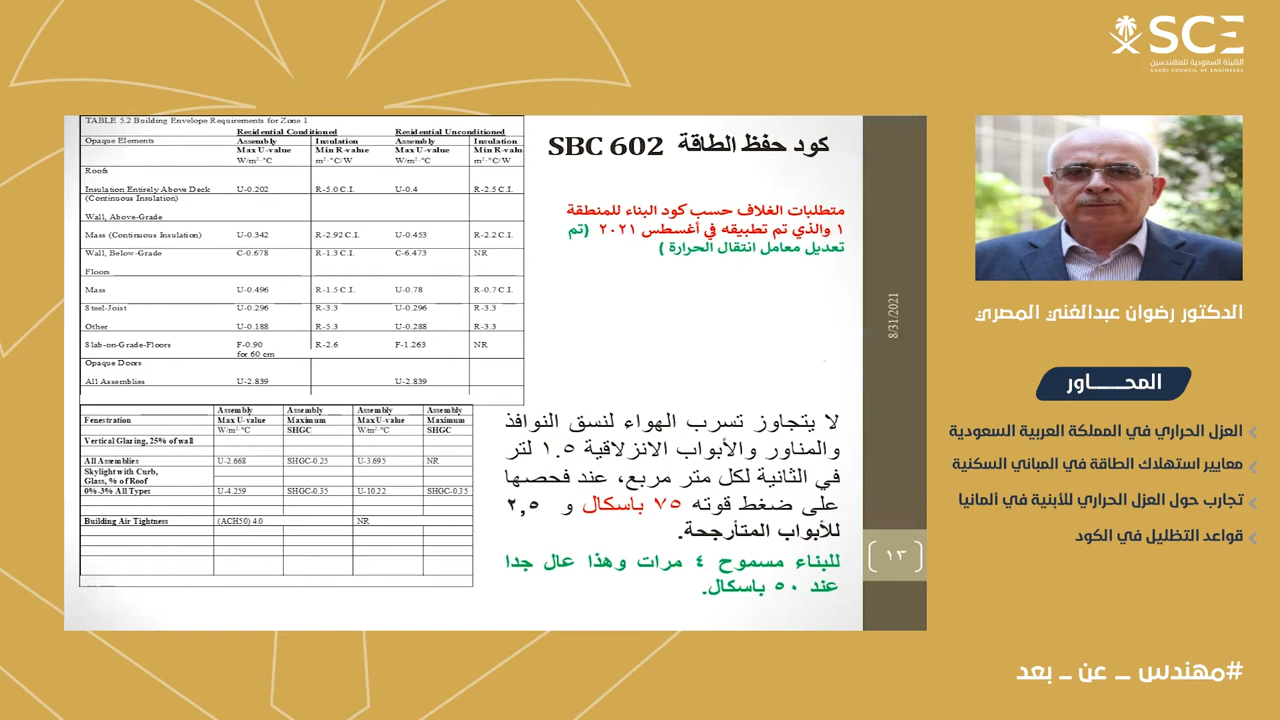 SCE
الهيئة السعودية للمهندسين
SAUDI COUNCIL OF ENGINEERS
TABLE 5.2 Building Envelope Requirements for Zone 1
Residential Conditioned Residential Unconditioned
Opaque Elements Assembly Insulation Assembly Insulation
Max U-value Min R-value Max U-value Min R-value
W/m²·°C m²·°C/W W/m²·°C m²·°C/W
Roofs
Insulation Entirely Above Deck U-0.202 R-5.0 C.I. U-0.4 R-2.5 C.I.
(Continuous Insulation)
Wall, Above-Grade
Mass (Continuous Insulation) U-0.342 R-2.92 C.I. U-0.453 R-2.2 C.I.
Wall, Below-Grade C-0.678 R-1.3 C.I. C-6.473 NR
Floors
Mass U-0.496 R-1.5 C.I. U-0.78 R-0.7 C.I.
Steel-Joist U-0.296 R-3.3 U-0.296 R-3.3
Other U-0.188 R-5.3 U-0.288 R-3.3
Slab-on-Grade-Floors F-0.90 R-2.6 F-1.263 NR
for 60 cm
Opaque Doors
All Assemblies U-2.839 U-2.839
Assembly Assembly Assembly Assembly
Fenestration Max U-value Maximum Max U-value Maximum
W/m²·°C SHGC W/m²·°C SHGC
Vertical Glaring, 25% of wall
All Assemblies U-2.668 SHGC-0.25 U-3.695 NR
Skylight with Curb,
Glass, % of Roof
0%-3% All Types U-4.259 SHGC-0.35 U-10.22 SHGC-0.35
Building Air Tightness (ACH50) 4.0 NR
كود حفظ الطاقة SBC 602
متطلبات الغلاف حسب كود البناء للمنطقة
١ والذي تم تطبيقه في أغسطس ٢٠٢١ (تم
تعديل معامل انتقال الحرارة )
لا يتجاوز تسرب الهواء لنسق النوافذ
والمناور والأبواب الانزلاقية ١.٥ لتر
في الثانية لكل متر مربع، عند فحصها
على ضغط قوته ٧٥ باسكال و ٢,٥
للأبواب المتأرجحة.
للبناء مسموح ٤ مرات وهذا عال جدا
عند ٥٠ باسكال.
8/31/2021
١٣
الدكتور رضوان عبدالغني المصري
المحـــــاور
العزل الحراري في المملكة العربية السعودية
معايير استهلاك الطاقة في المباني السكنية
تجارب حول العزل الحراري للأبنية في ألمانيا
قواعد التظليل في الكود
#مهندس _ عن _ بعد